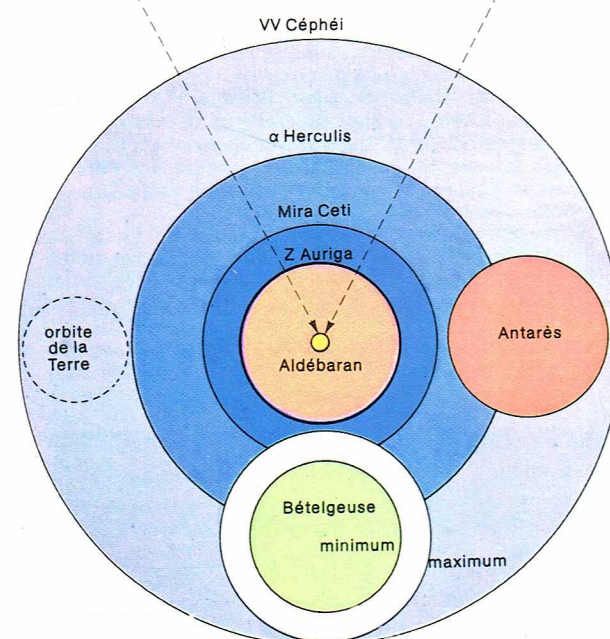 VV Céphéi
α Herculis
Mira Ceti
Z Auriga
orbite
de la
Terre
Antarès
Aldébaran
Bételgeuse
minimum
maximum